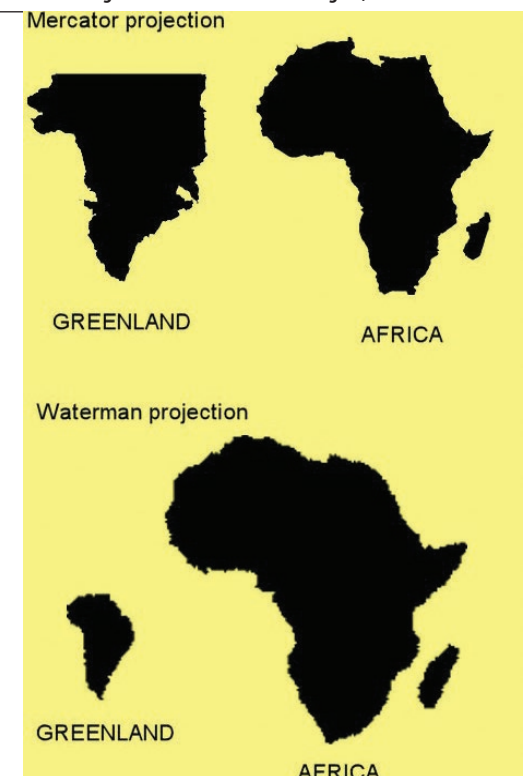 Mercator projection
GREENLAND
AFRICA
Waterman projection
GREENLAND
AFRICA